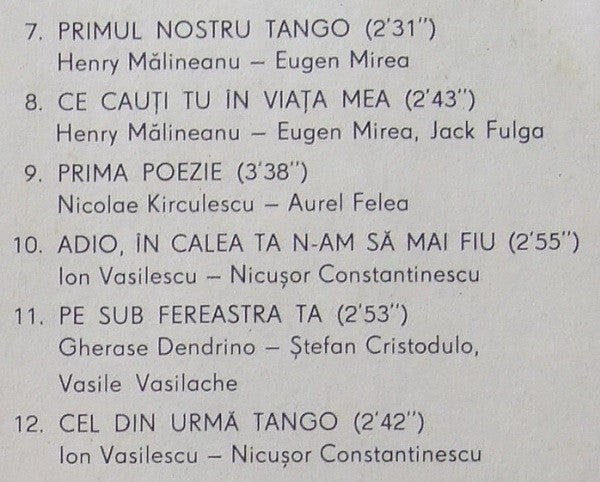 7. PRIMUL NOSTRU TANGO (2'31")
Henry Mălineanu – Eugen Mirea
8. CE CAUȚI TU ÎN VIAȚA MEA (2'43")
Henry Mălineanu – Eugen Mirea, Jack Fulga
9. PRIMA POEZIE (3'38")
Nicolae Kirculescu – Aurel Felea
10. ADIO, ÎN CALEA TA N-AM SĂ MAI FIU (2'55")
Ion Vasilescu – Nicușor Constantinescu
11. PE SUB FEREASTRA TA (2'53")
Gherase Dendrino – Ștefan Cristodulo,
Vasile Vasilache
12. CEL DIN URMĂ TANGO (2'42")
Ion Vasilescu – Nicușor Constantinescu